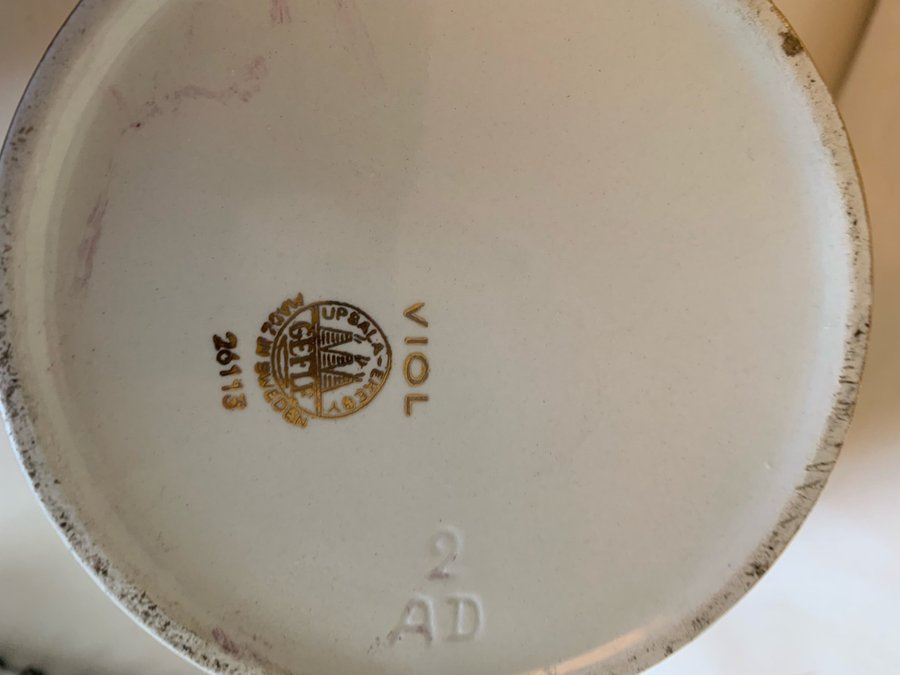 VIOL
UPSALA-EKEBY
GEFLE
MADE IN SWEDEN
26113
2
AD